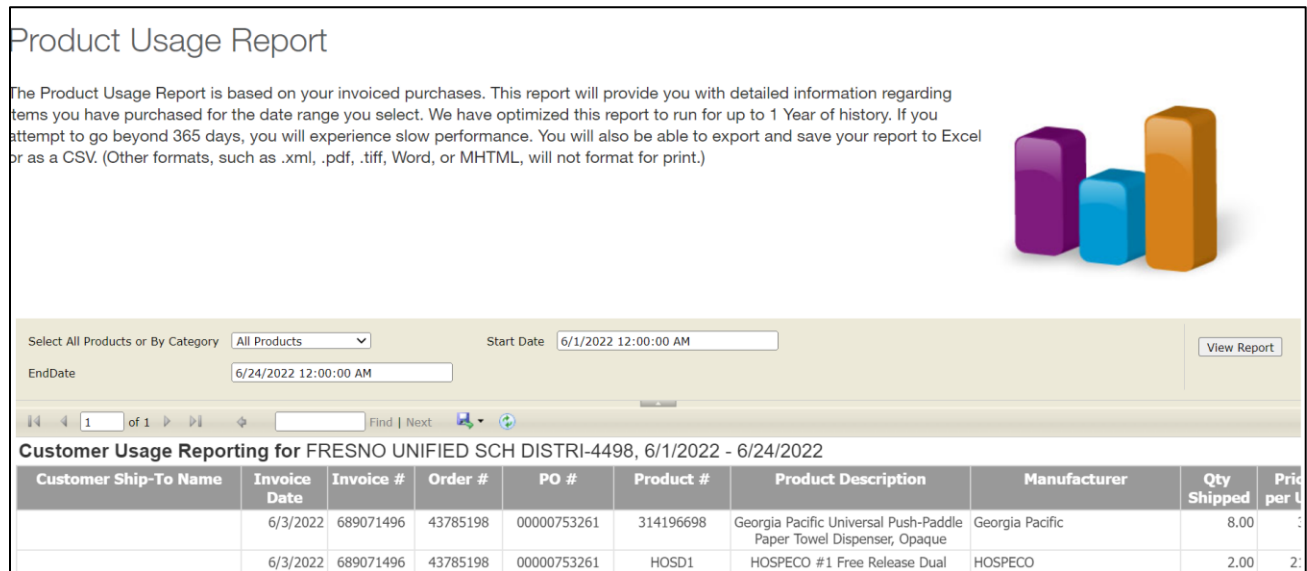 Product Usage Report
The Product Usage Report is based on your invoiced purchases. This report will provide you with detailed information regarding
items you have purchased for the date range you select. We have optimized this report to run for up to 1 Year of history. If you
attempt to go beyond 365 days, you will experience slow performance. You will also be able to export and save your report to Excel
or as a CSV. (Other formats, such as .xml, .pdf, .tiff, Word, or MHTML, will not format for print.)
Select All Products or By Category All Products Start Date 6/1/2022 12:00:00 AM View Report
EndDate 6/24/2022 12:00:00 AM
1 of 1 Find | Next
Customer Usage Reporting for FRESNO UNIFIED SCH DISTRI-4498, 6/1/2022 - 6/24/2022
Customer Ship-To Name Invoice Invoice # Order # PO # Product # Product Description Manufacturer Qty
Date Shipped per
6/3/2022 689071496 43785198 00000753261 314196698 Georgia Pacific Universal Push-Paddle Georgia Pacific 8.00
Paper Towel Dispenser, Opaque
6/3/2022 689071496 43785198 00000753261 HOSD1 HOSPECO #1 Free Release Dual HOSPECO 2.00